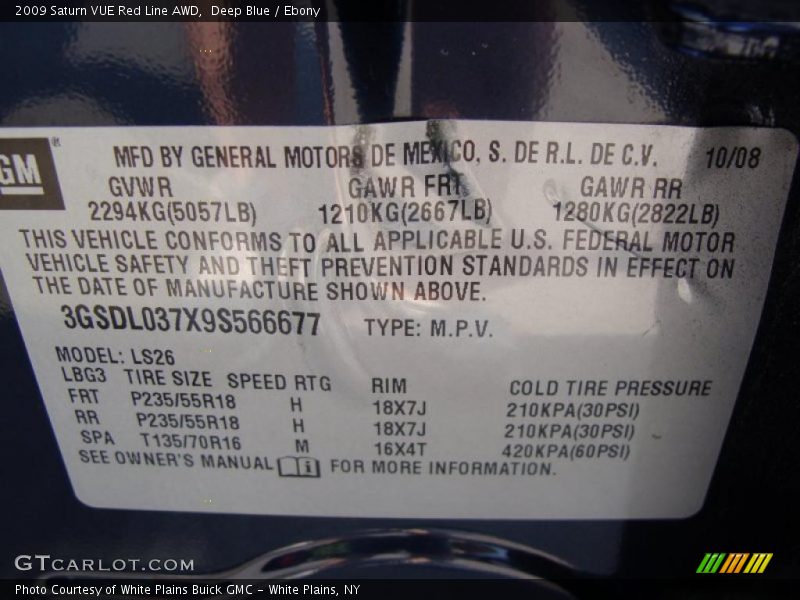 2009 Saturn VUE Red Line AWD,  Deep Blue / Ebony
GM ®
MFD BY GENERAL MOTORS DE MEXICO, S. DE R.L. DE C.V. 10/08
GVWR GAWR FRT GAWR RR
2294KG(5057LB) 1210KG(2667LB) 1280KG(2822LB)
THIS VEHICLE CONFORMS TO ALL APPLICABLE U.S. FEDERAL MOTOR
VEHICLE SAFETY AND THEFT PREVENTION STANDARDS IN EFFECT ON
THE DATE OF MANUFACTURE SHOWN ABOVE.
3GSDL037X9S566677 TYPE: M.P.V.
MODEL: LS26
LBG3 TIRE SIZE SPEED RTG RIM COLD TIRE PRESSURE
FRT P235/55R18 H 18X7J 210KPA(30PSI)
RR P235/55R18 H 18X7J 210KPA(30PSI)
SPA T135/70R16 M 16X4T 420KPA(60PSI)
SEE OWNER'S MANUAL i FOR MORE INFORMATION.
GTCARLOT.COM
Photo Courtesy of White Plains Buick GMC - White Plains, NY